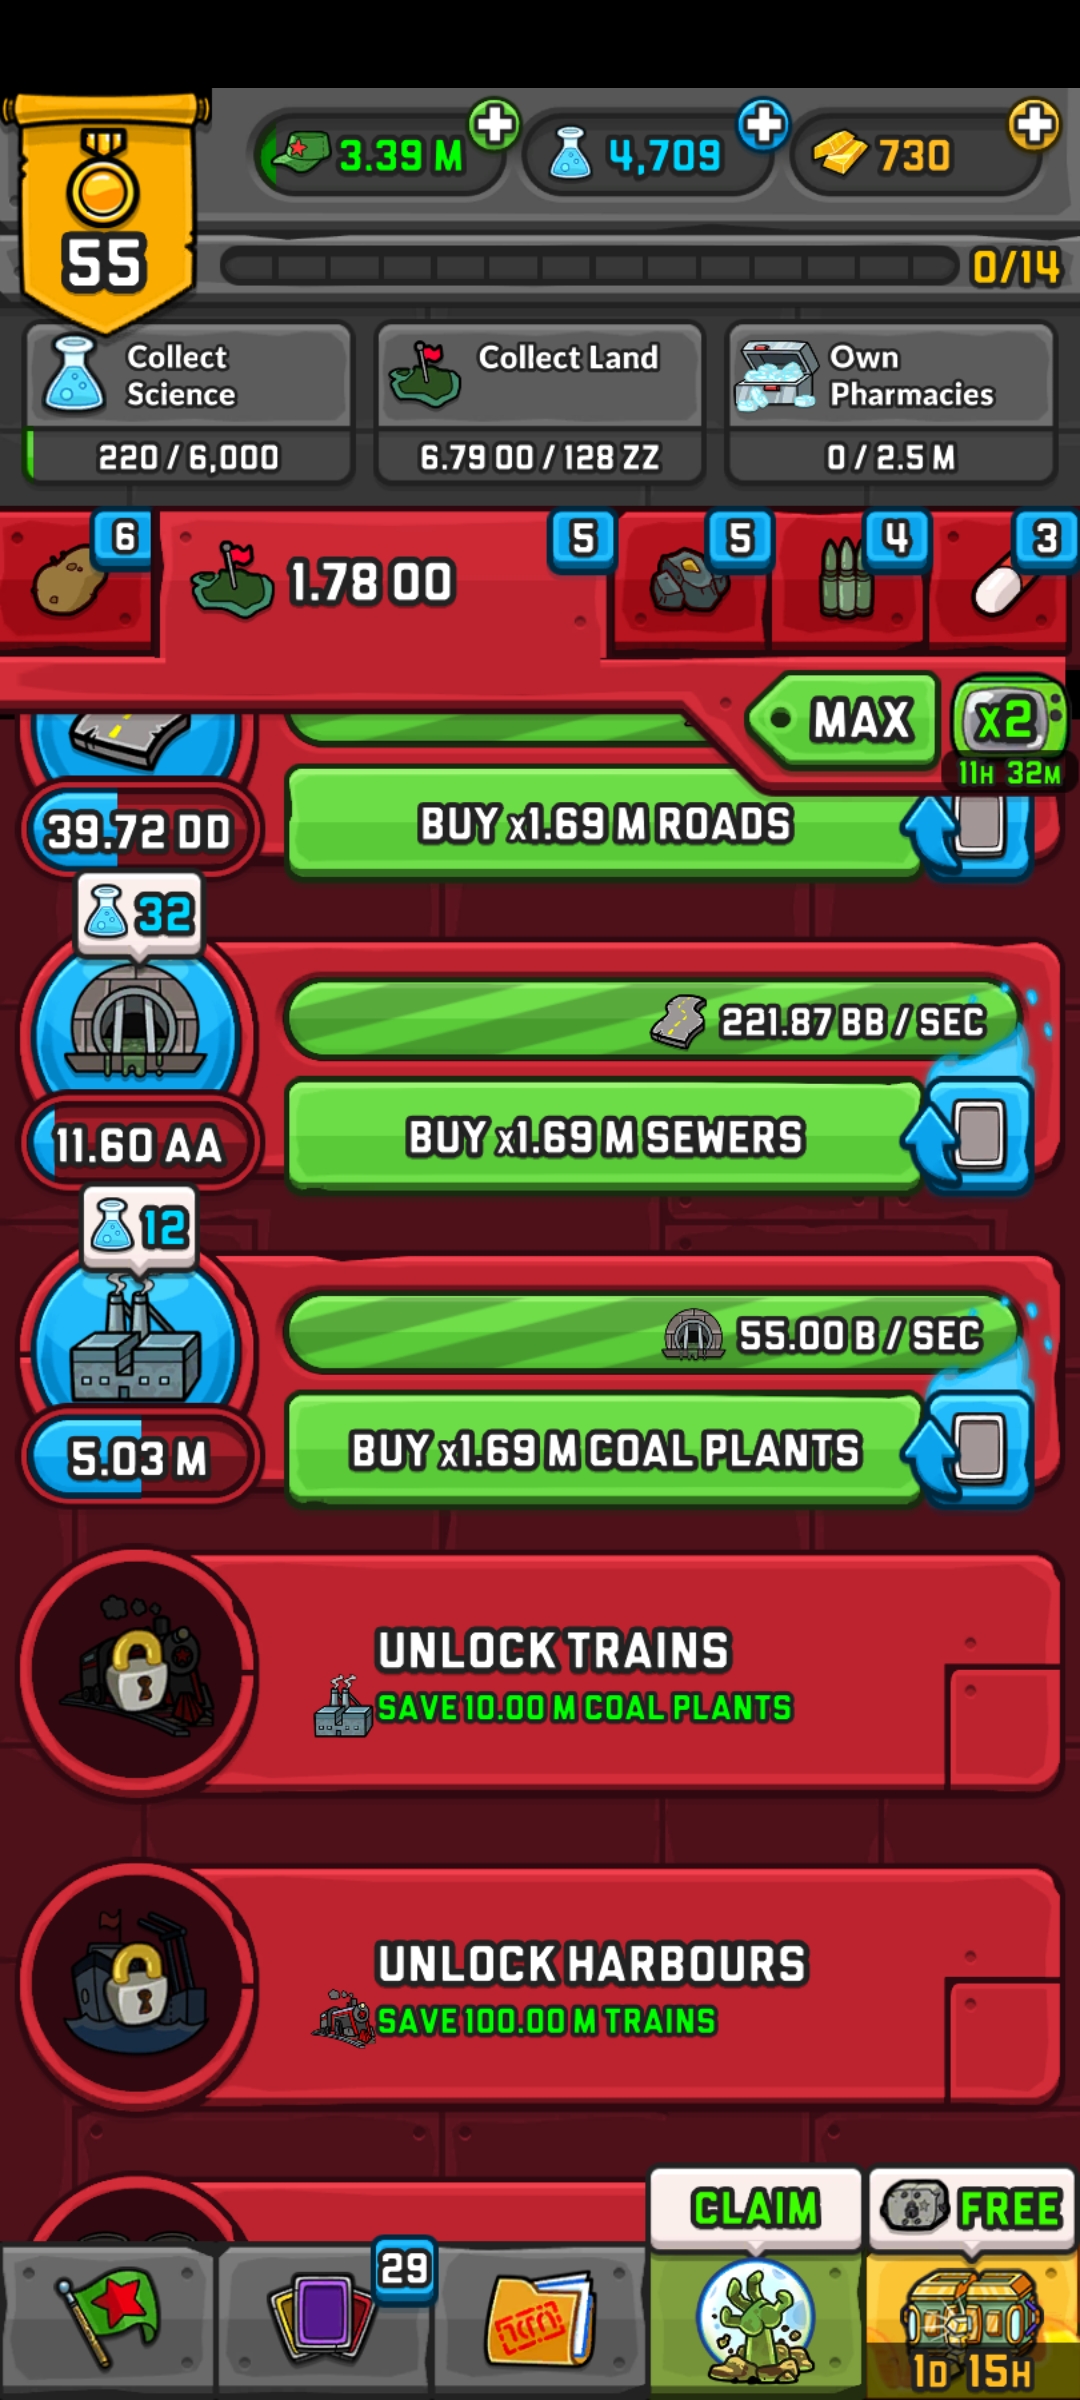 55
3.39 M
4,709
730
0/14
Collect
Science
220 / 6,000
Collect Land
6.79 OO / 128 ZZ
Own
Pharmacies
0 / 2.5 M
6
1.78 OO
5
5
4
3
MAX
x2
11H 32M
39.72 DD
BUY x1.69 M ROADS
32
221.87 BB / SEC
11.60 AA
BUY x1.69 M SEWERS
12
55.00 B / SEC
5.03 M
BUY x1.69 M COAL PLANTS
UNLOCK TRAINS
SAVE 10.00 M COAL PLANTS
UNLOCK HARBOURS
SAVE 100.00 M TRAINS
CLAIM
FREE
29
1D 15H